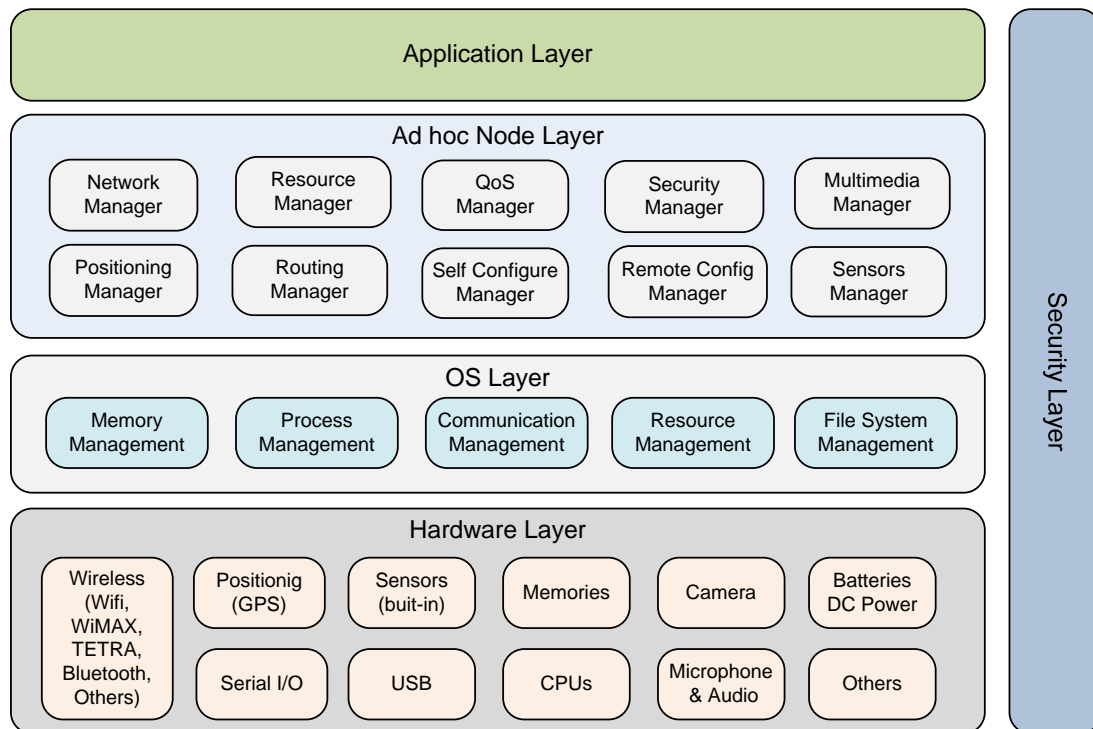 Application Layer
Ad hoc Node Layer
Network
Manager
Resource
Manager
QoS
Manager
Security
Manager
Multimedia
Manager
Positioning
Manager
Routing
Manager
Self Configure
Manager
Remote Config
Manager
Sensors
Manager
OS Layer
Memory
Management
Process
Management
Communication
Management
Resource
Management
File System
Management
Hardware Layer
Wireless
(Wifi,
WiMAX,
TETRA,
Bluetooth,
Others)
Positionig
(GPS)
Sensors
(buit-in)
Memories
Camera
Batteries
DC Power
Serial I/O
USB
CPUs
Microphone
& Audio
Others
Security Layer